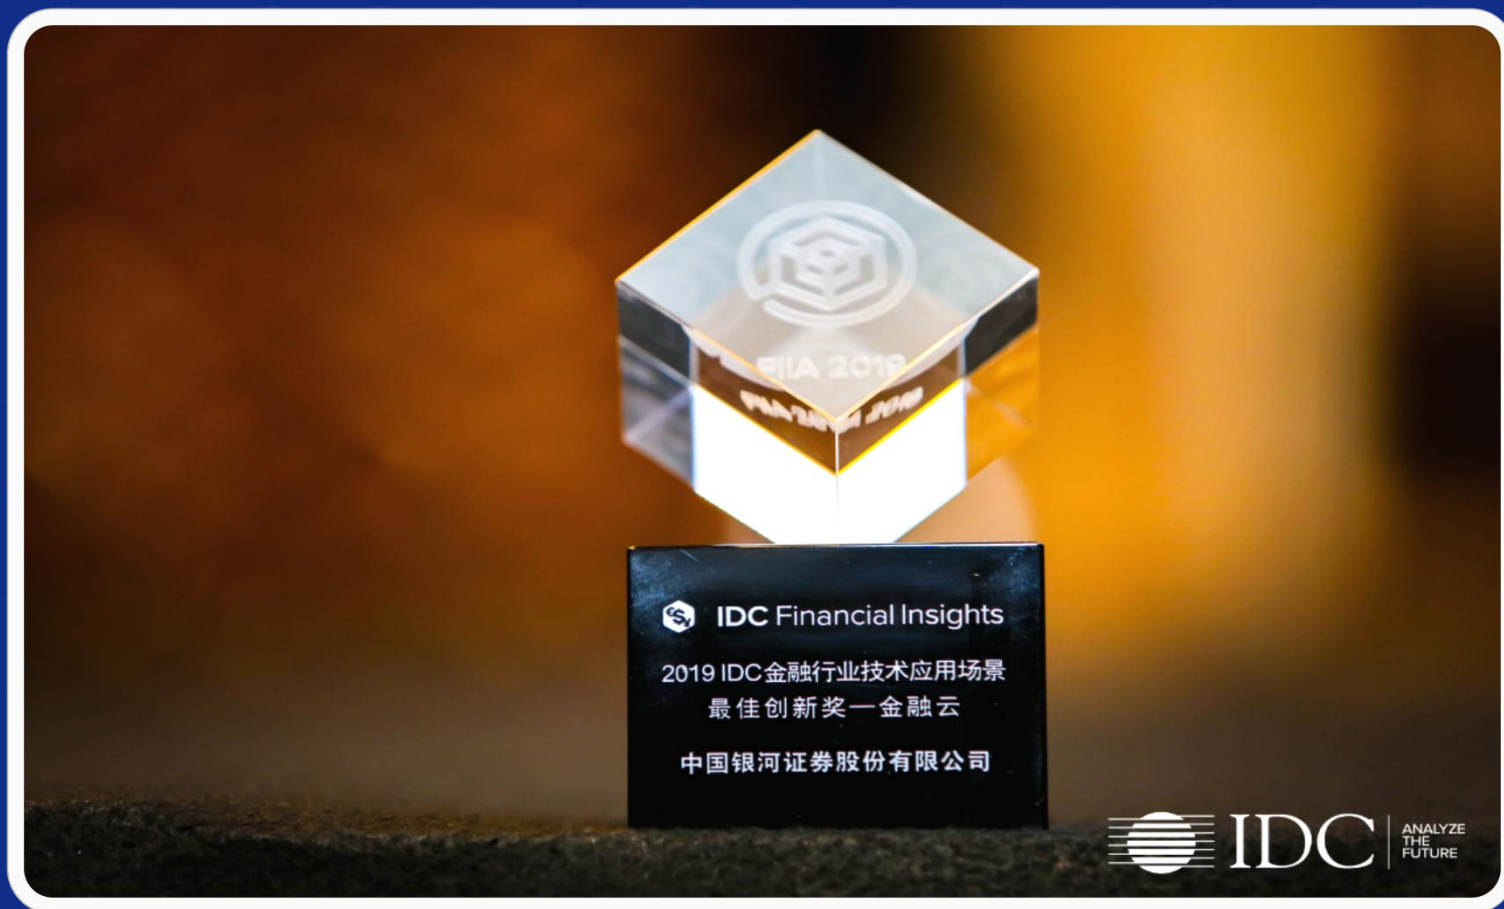 FIIA 2019
IDC Financial Insights
2019 IDC金融行业技术应用场景
最佳创新奖—金融云
中国银河证券股份有限公司
IDC
ANALYZE
THE
FUTURE